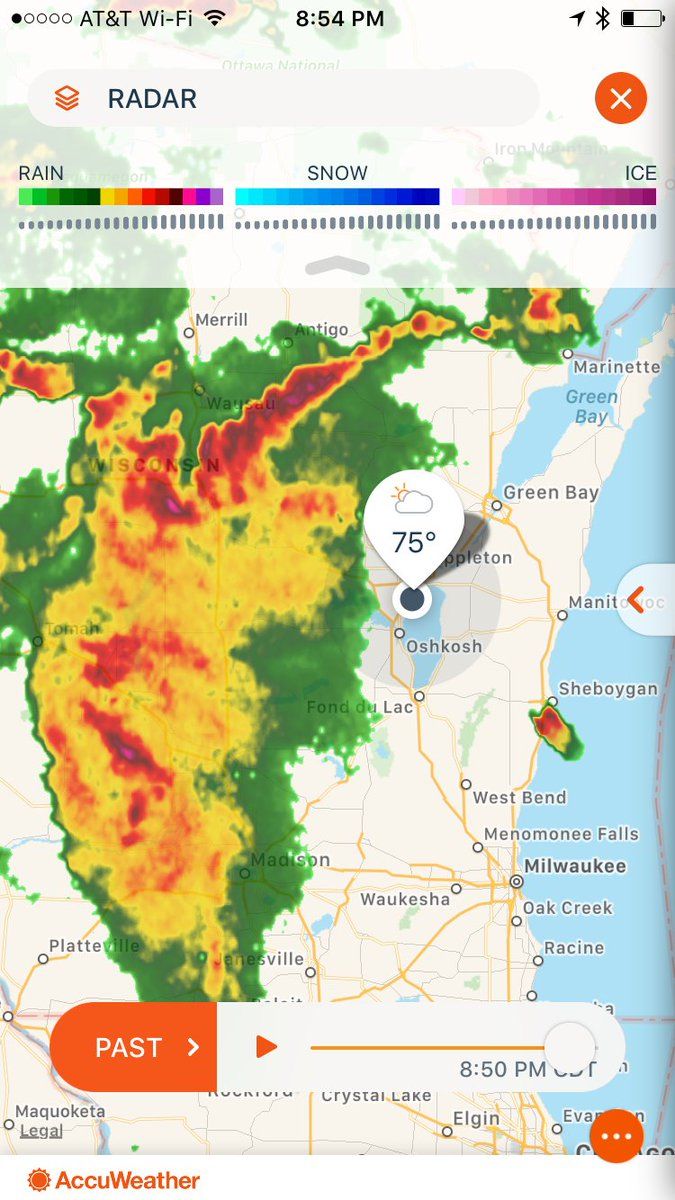 AT&T Wi-Fi
8:54 PM
Ottawa National
RADAR
Iron Mountain
RAIN
SNOW
ICE
Merrill
Antigo
Marinette
Green
Bay
Wausau
WISCONSIN
Green Bay
75°
ppleton
Manitowoc
Tomah
Oshkosh
Sheboygan
Fond du Lac
West Bend
Menomonee Falls
Madison
Milwaukee
Waukesha
Oak Creek
Platteville
Racine
Janesville
Beloit
PAST
8:50 PM CDT
Rockford
Crystal Lake
Maquoketa
Elgin
Legal
AccuWeather